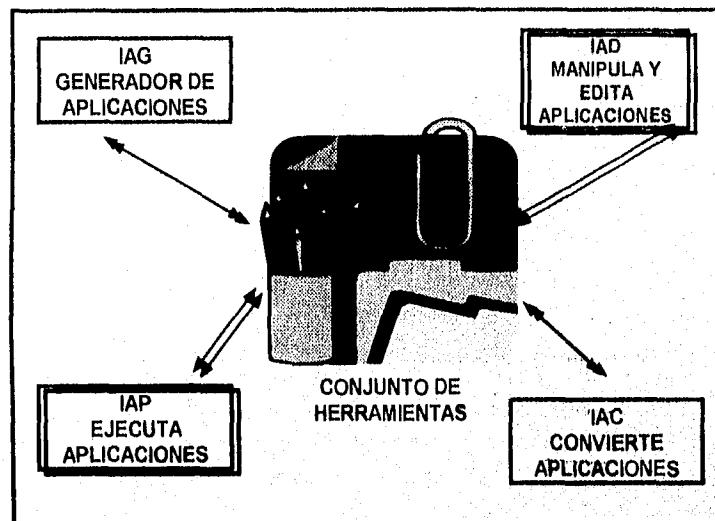 IAG
GENERADOR DE
APLICACIONES
IAD
MANIPULA Y
EDITA
APLICACIONES
CONJUNTO DE
HERRAMIENTAS
IAP
EJECUTA
APLICACIONES
IAC
CONVIERTE
APLICACIONES